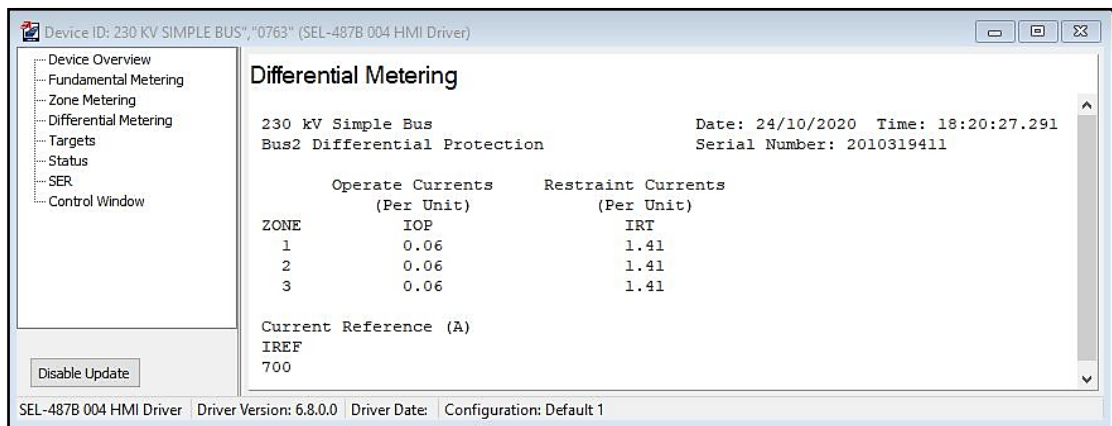 Device ID: 230 KV SIMPLE BUS","0763" (SEL-487B 004 HMI Driver)
Device Overview
Fundamental Metering
Zone Metering
Differential Metering
Targets
Status
SER
Control Window
Disable Update
Differential Metering
230 kV Simple Bus Date: 24/10/2020 Time: 18:20:27.291
Bus2 Differential Protection Serial Number: 2010319411
Operate Currents Restraint Currents
(Per Unit) (Per Unit)
ZONE IOP IRT
1 0.06 1.41
2 0.06 1.41
3 0.06 1.41
Current Reference (A)
IREF
700
SEL-487B 004 HMI Driver Driver Version: 6.8.0.0 Driver Date: Configuration: Default 1